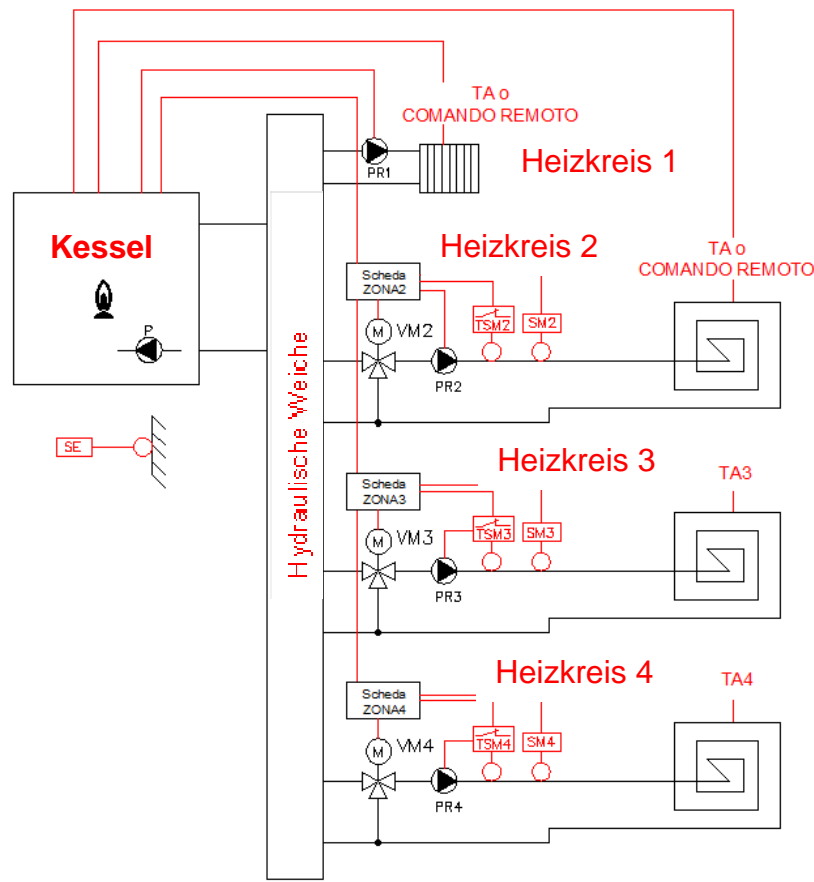 TA o
COMANDO REMOTO
PR1
Heizkreis 1
Kessel
P
SE
Hydraulische Weiche
Heizkreis 2
TA o
COMANDO REMOTO
Scheda
ZONA2
M
VM2
TSM2
SM2
PR2
Heizkreis 3
TA3
Scheda
ZONA3
M
VM3
TSM3
SM3
PR3
Heizkreis 4
TA4
Scheda
ZONA4
M
VM4
TSM4
SM4
PR4